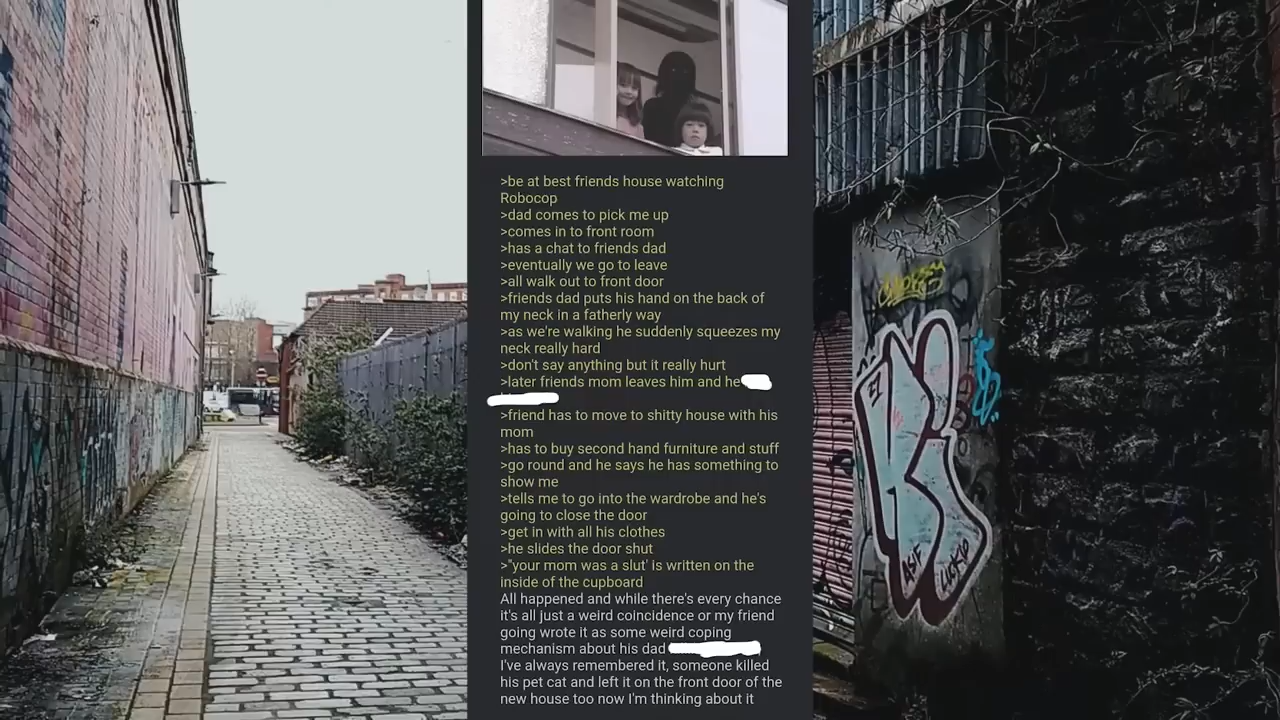 >be at best friends house watching
Robocop
>dad comes to pick me up
>comes in to front room
>has a chat to friends dad
>eventually we go to leave
>all walk out to front door
>friends dad puts his hand on the back of
my neck in a fatherly way
>as we're walking he suddenly squeezes my
neck really hard
>don't say anything but it really hurt
>later friends mom leaves him and he
>friend has to move to shitty house with his
mom
>has to buy second hand furniture and stuff
>go round and he says he has something to
show me
>tells me to go into the wardrobe and he's
going to close the door
>get in with all his clothes
>he slides the door shut
>"your mom was a slut' is written on the
inside of the cupboard
All happened and while there's every chance
it's all just a weird coincidence or my friend
going wrote it as some weird coping
mechanism about his dad
I've always remembered it, someone killed
his pet cat and left it on the front door of the
new house too now I'm thinking about it